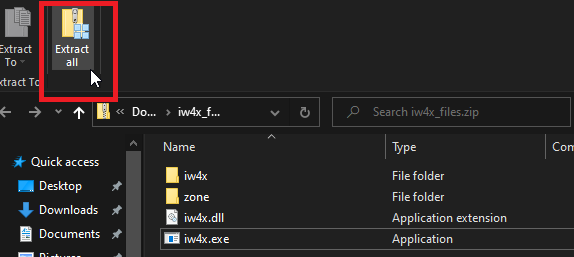 Extract
To
Extract
all
xtract To
Do...
iw4x_f...
Search iw4x_files.zip
Name
Type
Com
Quick access
Desktop
Downloads
Documents
iw4x
File folder
zone
File folder
iw4x.dll
Application extension
iw4x.exe
Application